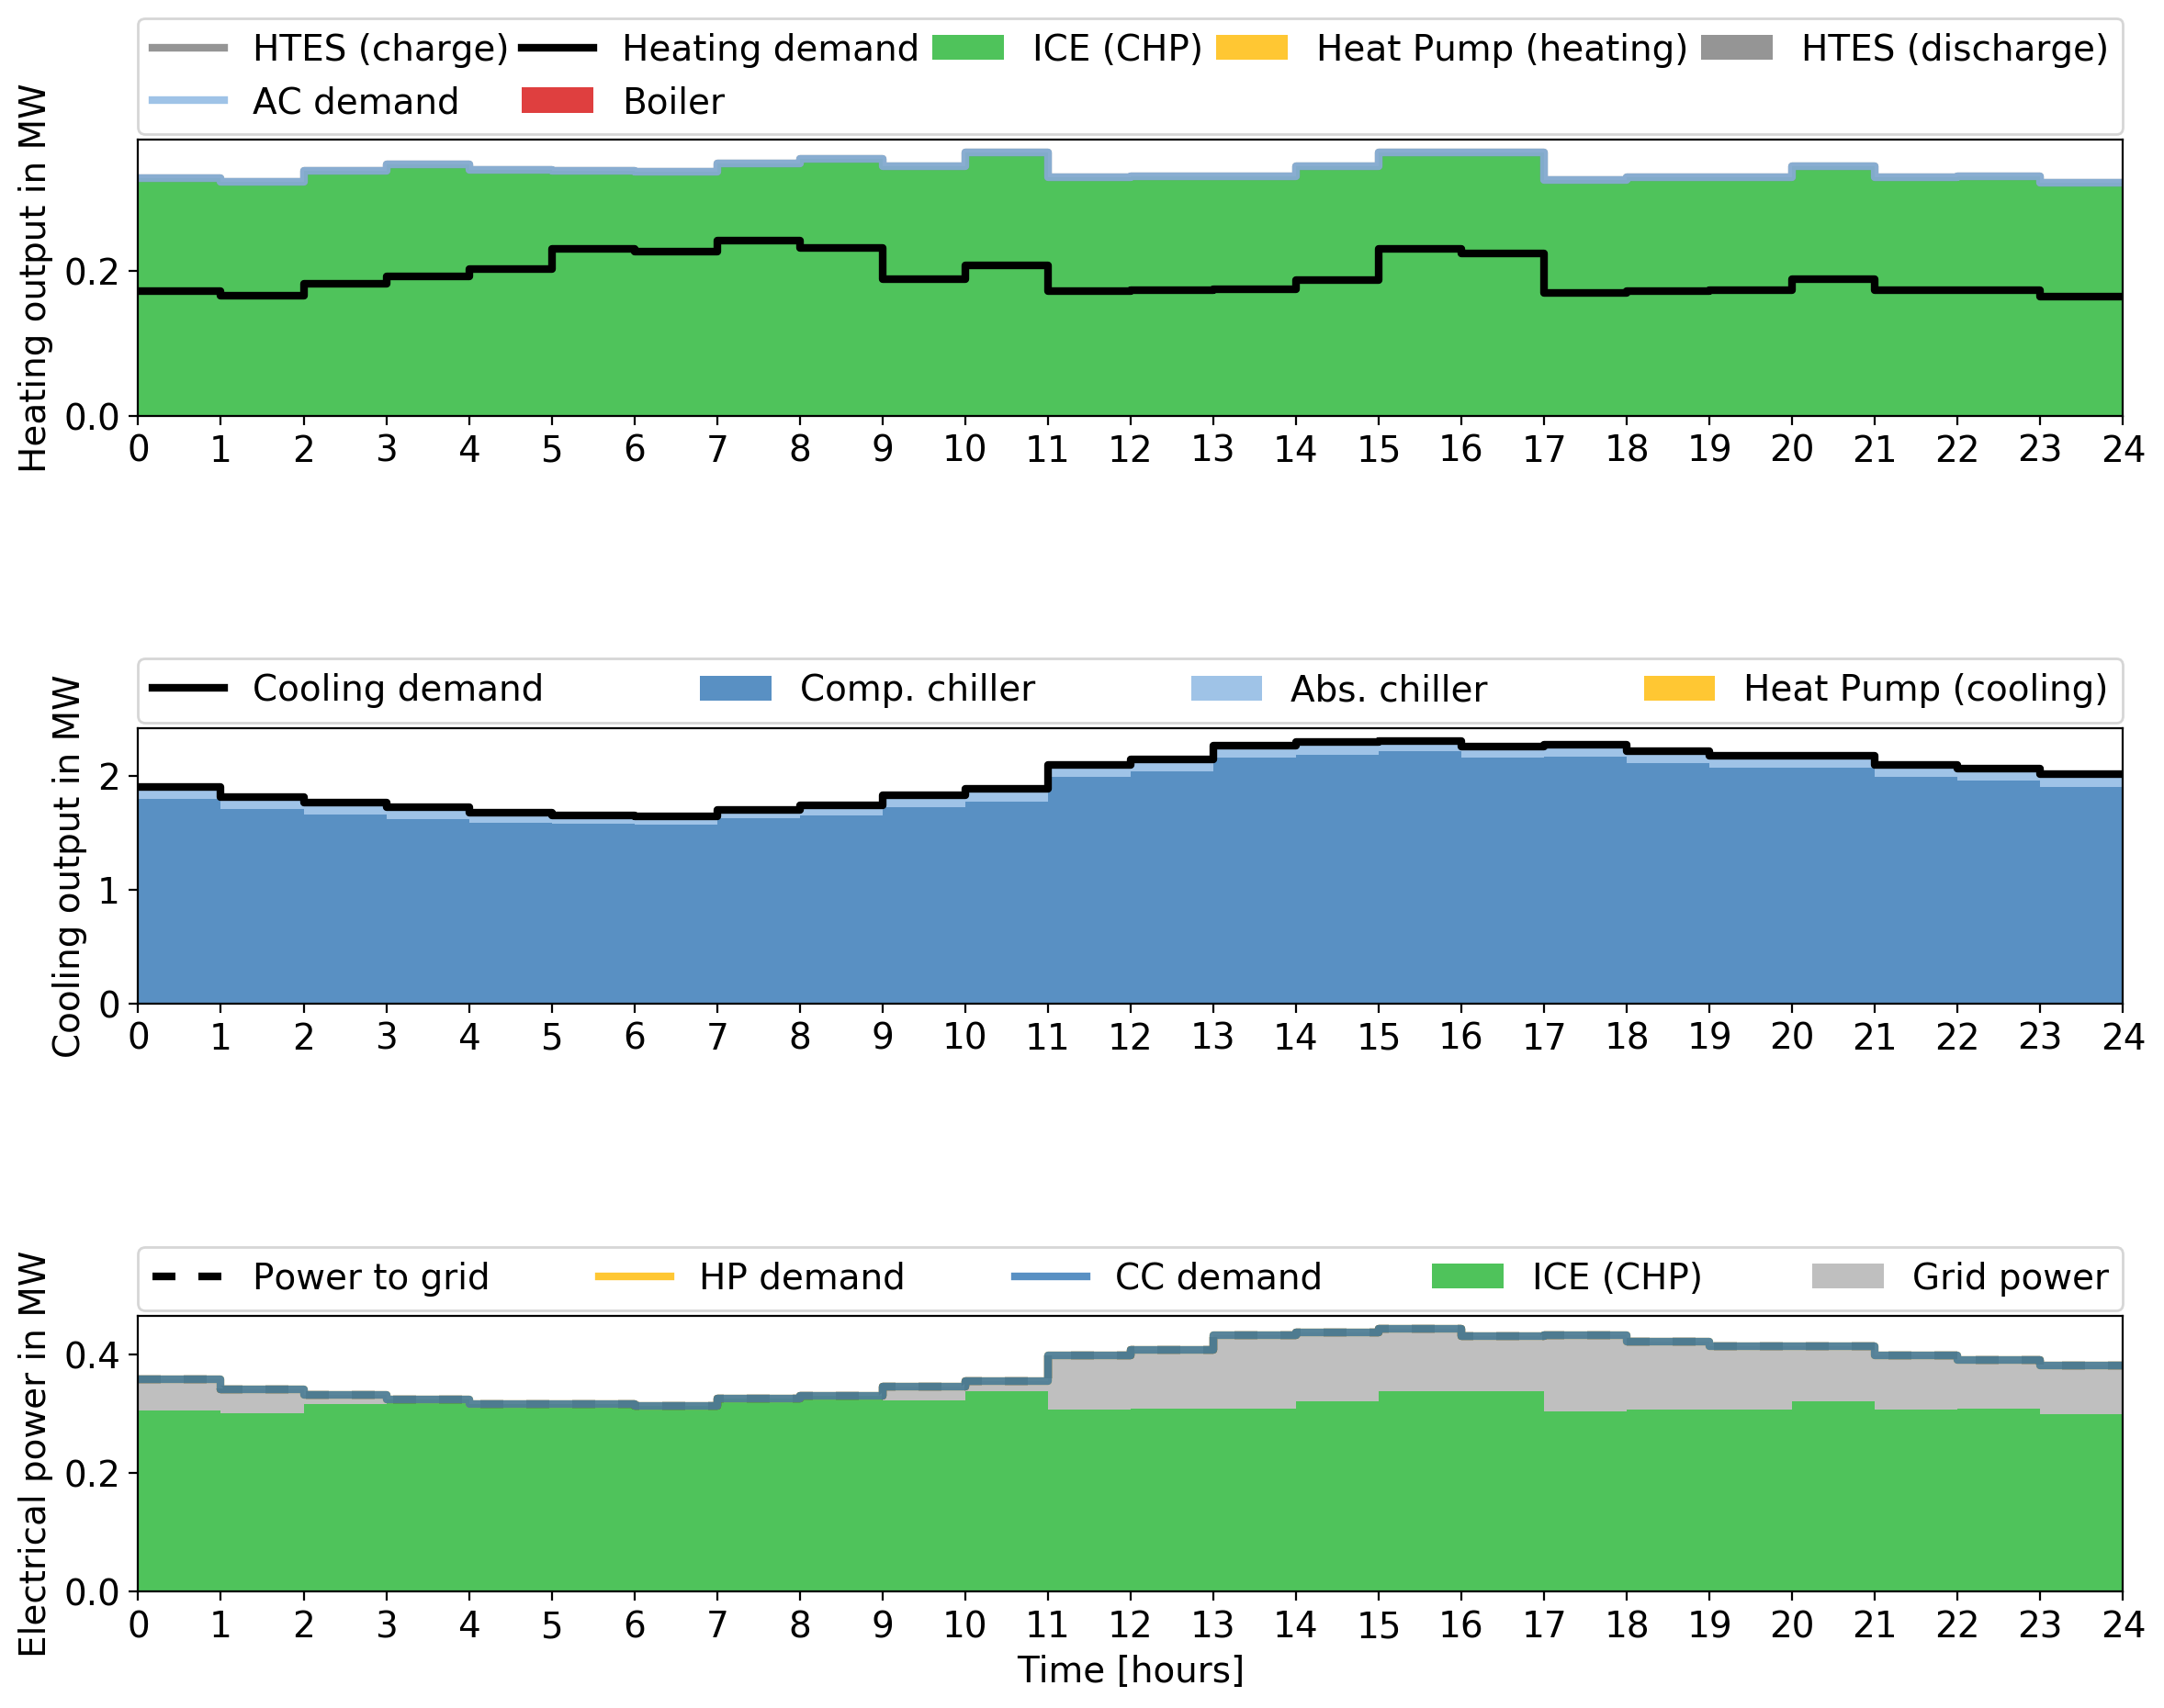 HTES (charge) Heating demand ICE (CHP) Heat Pump (heating) HTES (discharge)
AC demand Boiler
Heating output in MW
0.2
0.0
0 1 2 3 4 5 6 7 8 9 10 11 12 13 14 15 16 17 18 19 20 21 22 23 24
Cooling demand Comp. chiller Abs. chiller Heat Pump (cooling)
Cooling output in MW
2
1
0
0 1 2 3 4 5 6 7 8 9 10 11 12 13 14 15 16 17 18 19 20 21 22 23 24
Power to grid HP demand CC demand ICE (CHP) Grid power
Electrical power in MW
0.4
0.2
0.0
0 1 2 3 4 5 6 7 8 9 10 11 12 13 14 15 16 17 18 19 20 21 22 23 24
Time [hours]